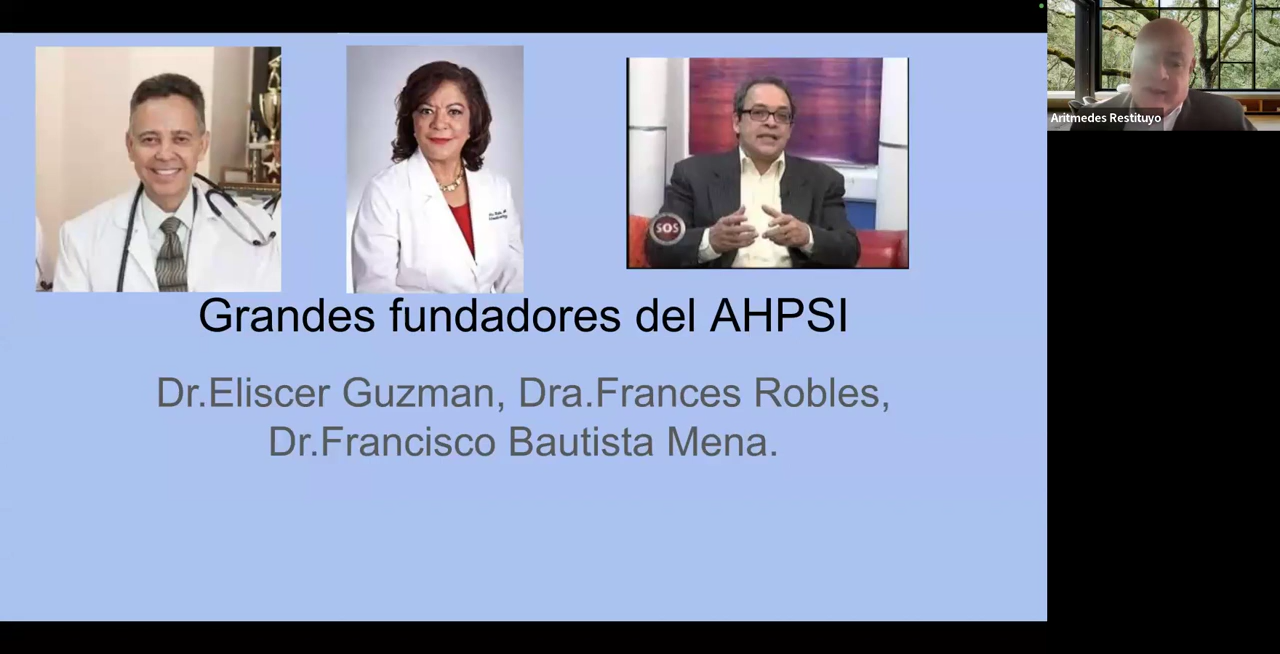 Aritmedes Restituyo
SOS
Grandes fundadores del AHPSI
Dr.Eliscer Guzman, Dra.Frances Robles,
Dr.Francisco Bautista Mena.